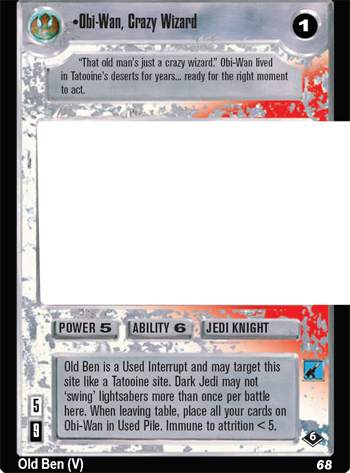 •Obi-Wan, Crazy Wizard
1
"That old man's just a crazy wizard." Obi-Wan lived
in Tatooine's deserts for years... ready for the right moment
to act.
POWER 5
ABILITY 6
JEDI KNIGHT
Old Ben is a Used Interrupt and may target this
site like a Tatooine site. Dark Jedi may not
'swing' lightsabers more than once per battle
here. When leaving table, place all your cards on
Obi-Wan in Used Pile. Immune to attrition < 5.
5
9
6
Old Ben (V)
68